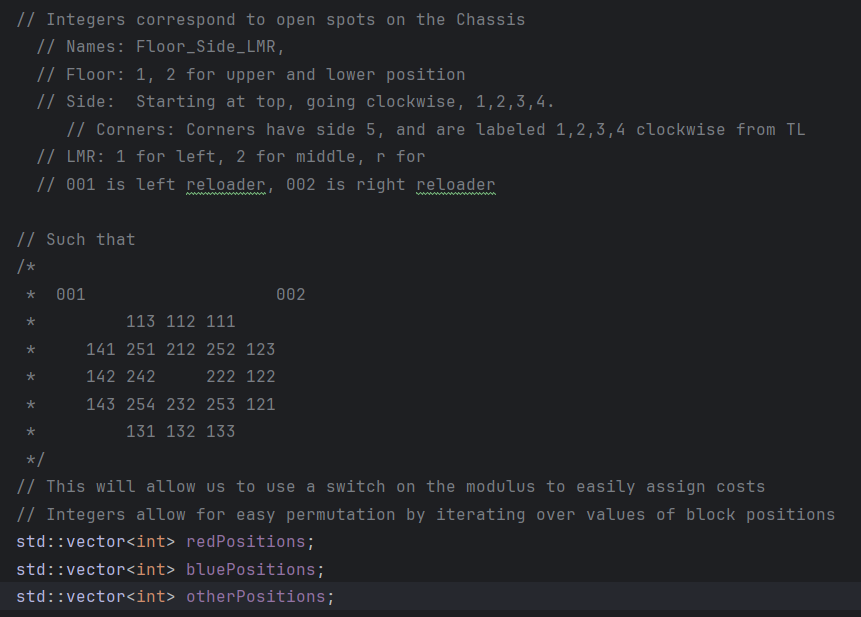 // Integers correspond to open spots on the Chassis
// Names: Floor_Side_LMR,
// Floor: 1, 2 for upper and lower position
// Side:  Starting at top, going clockwise, 1,2,3,4.
// Corners: Corners have side 5, and are labeled 1,2,3,4 clockwise from TL
// LMR: 1 for left, 2 for middle, r for
// 001 is left reloader, 002 is right reloader
// Such that
/*
*  001                   002
*         113 112 111
*     141 251 212 252 123
*     142 242     222 122
*     143 254 232 253 121
*         131 132 133
*/
// This will allow us to use a switch on the modulus to easily assign costs
// Integers allow for easy permutation by iterating over values of block positions
std::vector<int> redPositions;
std::vector<int> bluePositions;
std::vector<int> otherPositions;